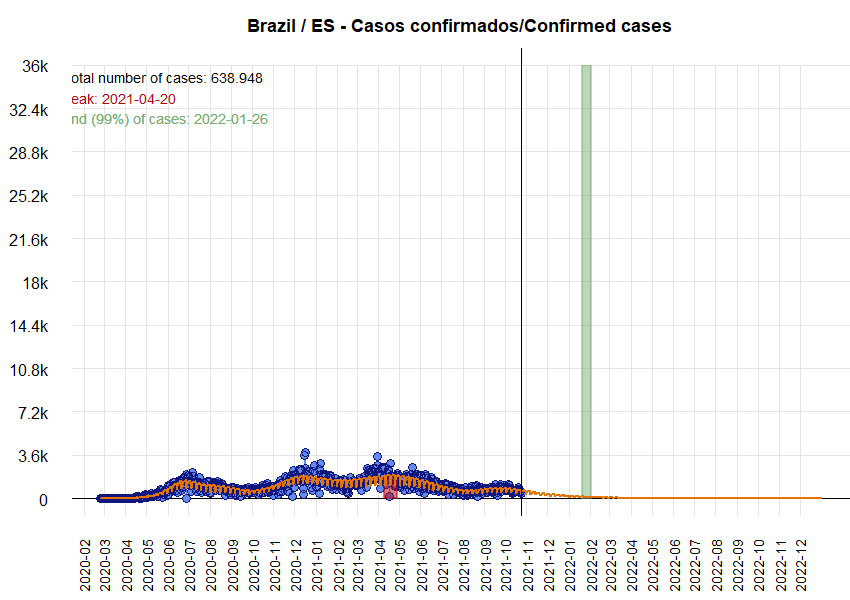 Brazil / ES - Casos confirmados/Confirmed cases
36k
otal number of cases: 638.948
eak: 2021-04-20
32.4k
nd (99%) of cases: 2022-01-26
28.8k
25.2k
21.6k
18k
14.4k
10.8k
7.2k
3.6k
0
2020-02
2020-03
2020-04
2020-05
2020-06
2020-07
2020-08
2020-09
2020-10
2020-11
2020-12
2021-01
2021-02
2021-03
2021-04
2021-05
2021-06
2021-07
2021-08
2021-09
2021-10
2021-11
2021-12
2022-01
2022-02
2022-03
2022-04
2022-05
2022-06
2022-07
2022-08
2022-09
2022-10
2022-11
2022-12